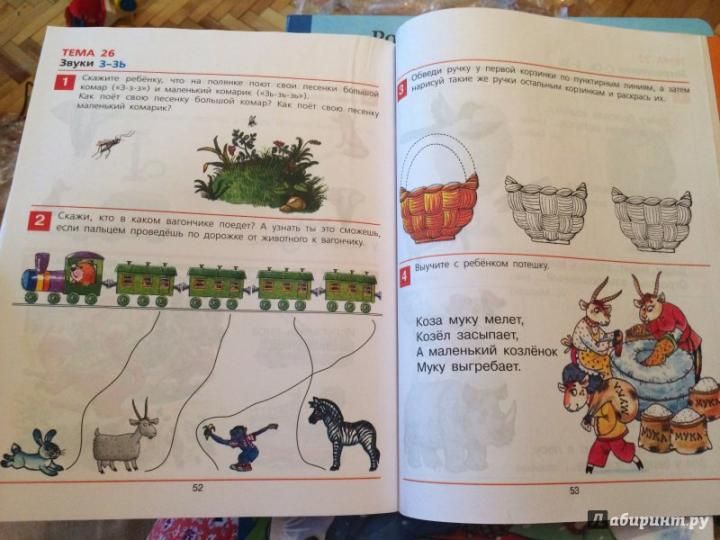 ТЕМА 26
Звуки З–ЗЬ
1 Скажите ребёнку, что на полянке поют свои песенки большой
комар («З-з-з») и маленький комарик («Зь-зь-зь»).
Как поёт свою песенку большой комар? Как поёт свою песенку
маленький комарик?
2 Скажи, кто в каком вагончике поедет? А узнать ты это сможешь,
если пальцем проведёшь по дорожке от животного к вагончику.
52
3 Обведи ручку у первой корзинки по пунктирным линиям, а затем
нарисуй такие же ручки остальным корзинкам и раскрась их.
4 Выучите с ребёнком потешку.
Коза муку мелет,
Козёл засыпает,
А маленький козлёнок
Муку выгребает.
МУКА
МУКА
МУКА
МУКА
53
Лабиринт.ру